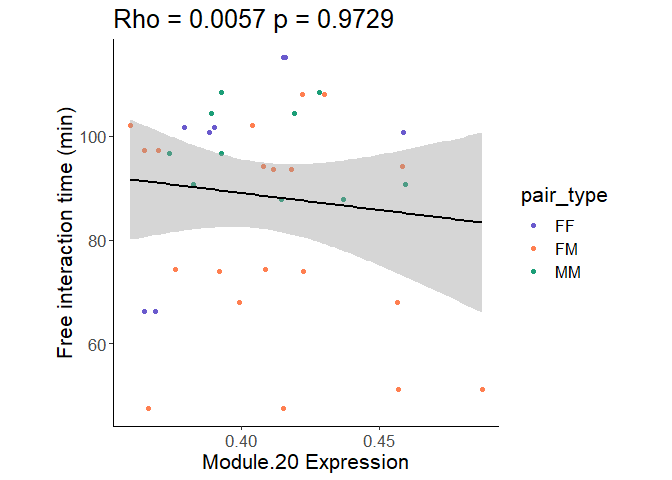 Rho = 0.0057 p = 0.9729
Free interaction time (min)
100
80
60
0.40
0.45
Module.20 Expression
pair_type
FF
FM
MM